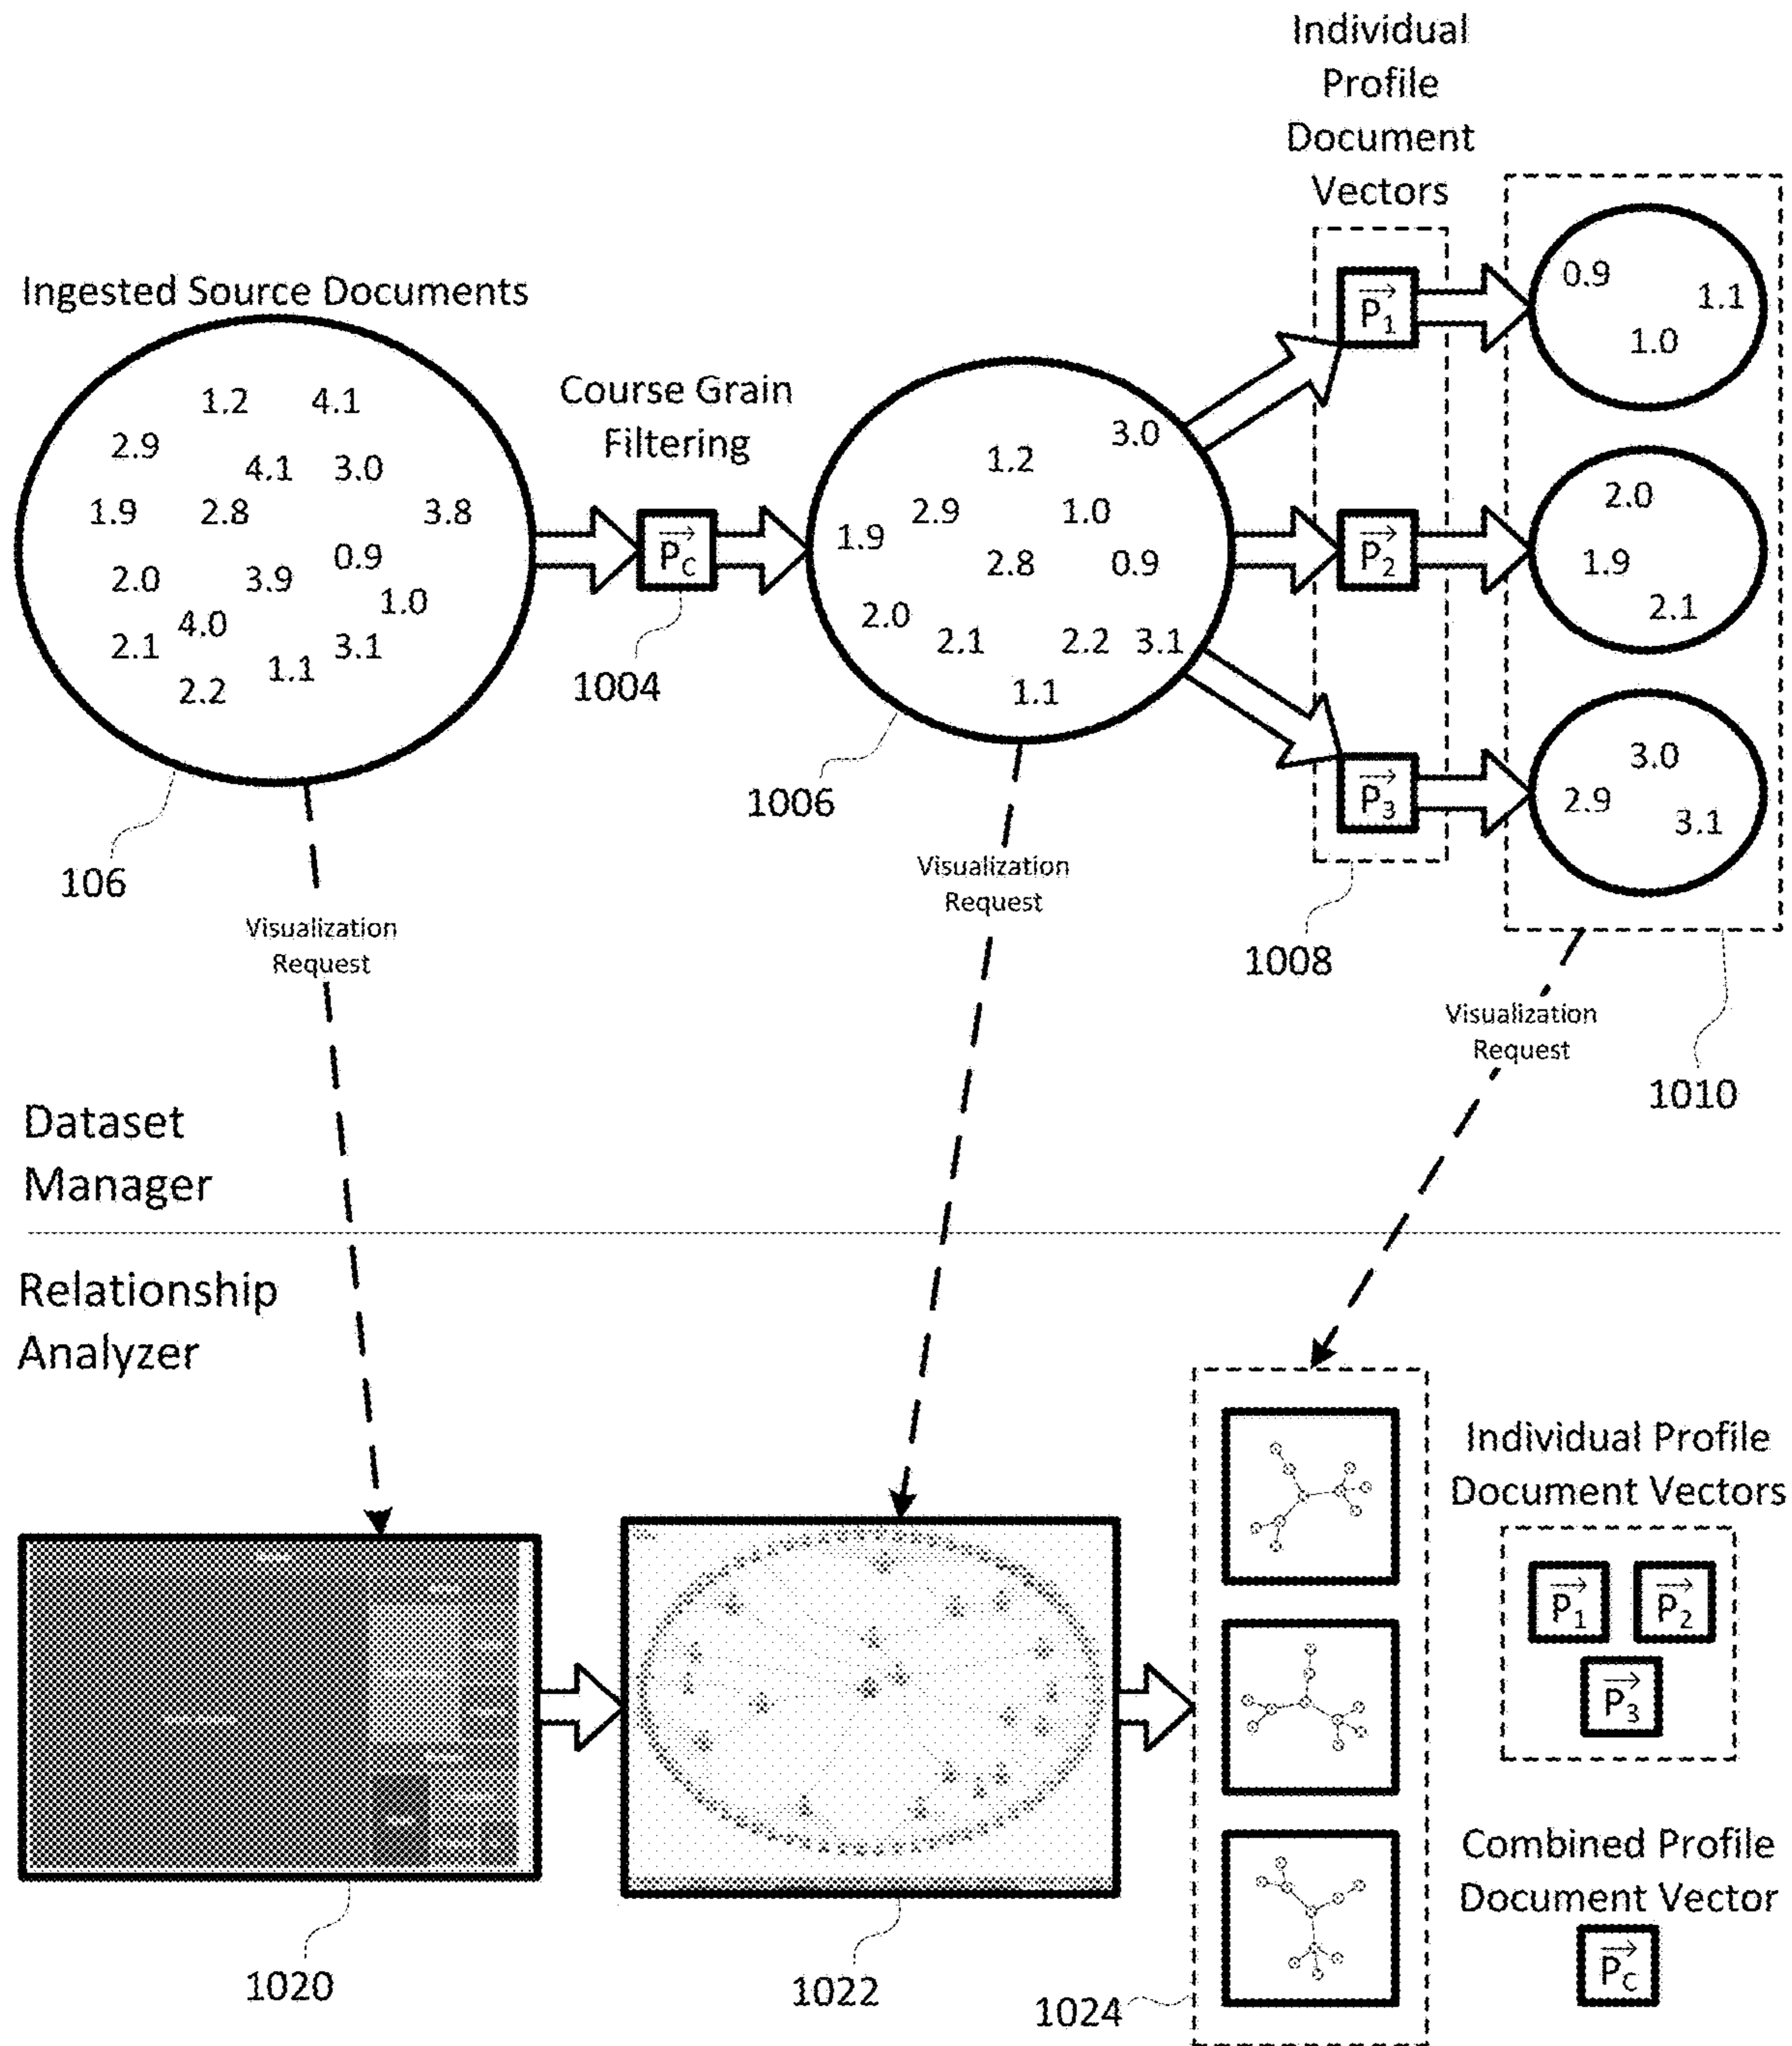 Individual
Profile
Document
Vectors
Ingested Source Documents
1.2 4.1
2.9
4.1 3.0
1.9 2.8 3.8
0.9
2.0 3.9
1.0
4.0
2.1 3.1
1.1
2.2
106
Course Grain
Filtering
P_C
1004
3.0
1.2
2.9 1.0
1.9
2.8 0.9
2.0
2.1 2.2 3.1
1.1
1006
P_1
P_2
P_3
1008
0.9
1.1
1.0
2.0
1.9
2.1
3.0
2.9
3.1
1010
Visualization
Request
Visualization
Request
Visualization
Request
Dataset
Manager
Relationship
Analyzer
1020
1022
1024
Individual Profile
Document Vectors
P_1 P_2
P_3
Combined Profile
Document Vector
P_C